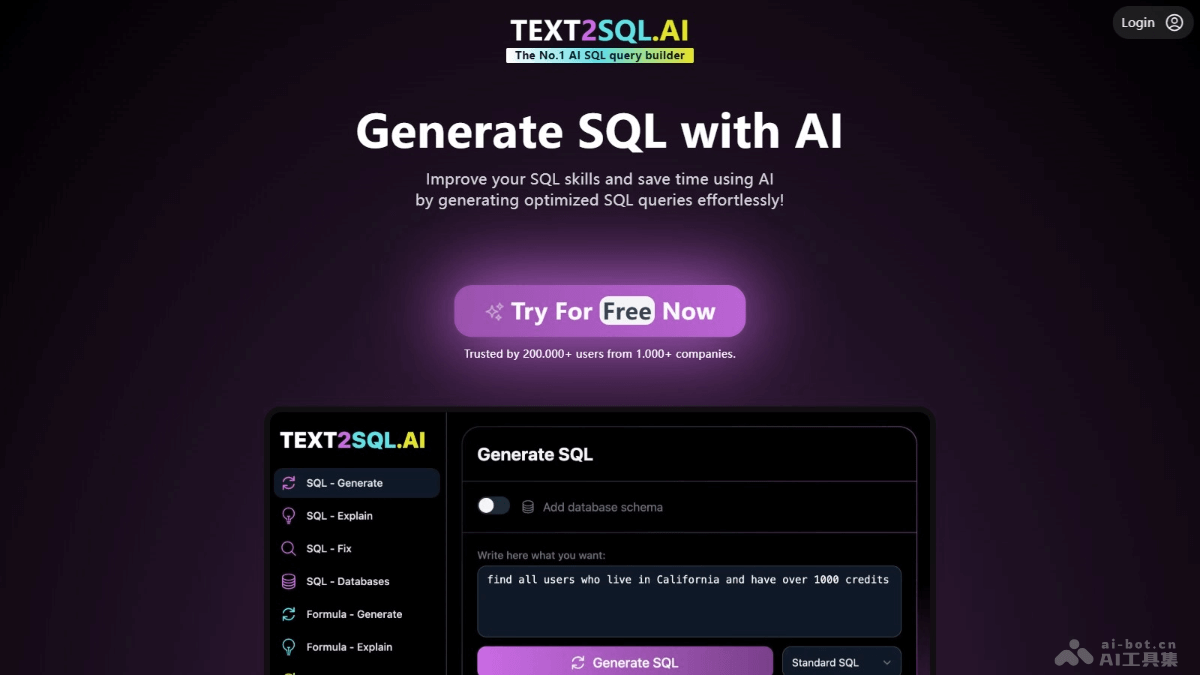 Login
TEXT2SQL.AI
The No.1 AI SQL query builder
Generate SQL with AI
Improve your SQL skills and save time using AI
by generating optimized SQL queries effortlessly!
Try For Free Now
Trusted by 200.000+ users from 1.000+ companies.
TEXT2SQL.AI
SQL - Generate
SQL - Explain
SQL - Fix
SQL - Databases
Formula - Generate
Formula - Explain
Generate SQL
Add database schema
Write here what you want:
find all users who live in California and have over 1000 credits
Generate SQL
Standard SQL
ai-bot.cn
AI工具集